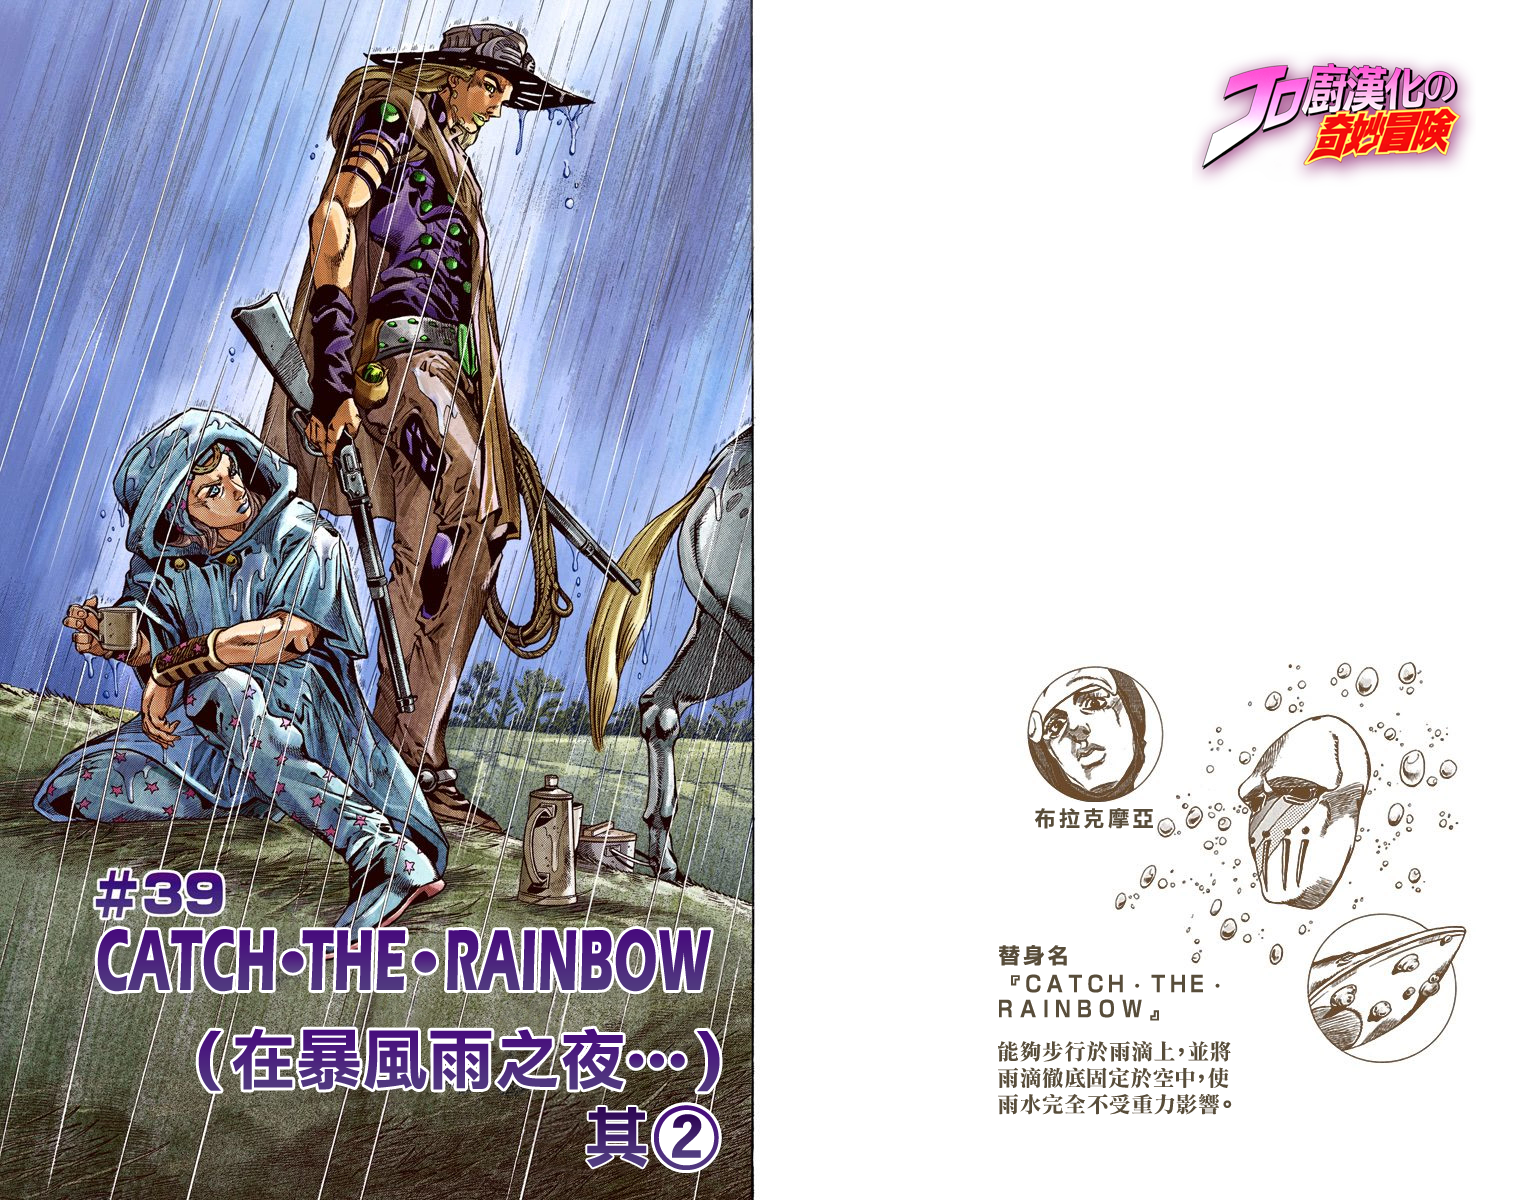 #39
CATCH•THE•RAINBOW
(在暴風雨之夜…)
其②
ジョジョ廚漢化の
奇妙冒険
布拉克摩亞
替身名
『CATCH·THE·
RAINBOW』
能夠步行於雨滴上,並將
雨滴徹底固定於空中,使
雨水完全不受重力影響。